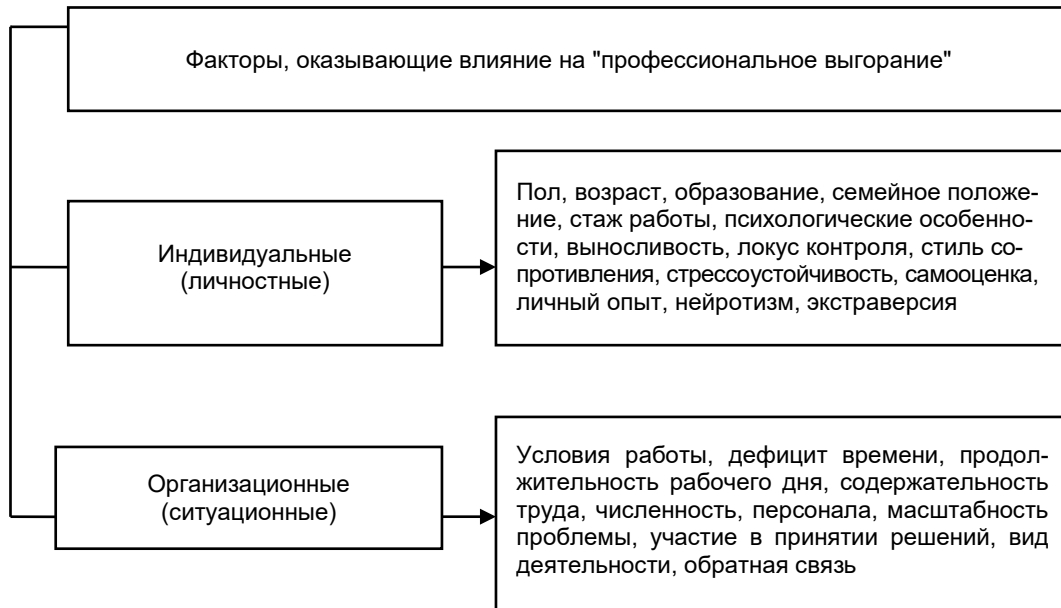 Факторы, оказывающие влияние на "профессиональное выгорание"
Индивидуальные
(личностные)
Пол, возраст, образование, семейное положе-
ние, стаж работы, психологические особенно-
сти, выносливость, локус контроля, стиль со-
противления, стрессоустойчивость, самооценка,
личный опыт, нейротизм, экстраверсия
Организационные
(ситуационные)
Условия работы, дефицит времени, продол-
жительность рабочего дня, содержательность
труда, численность, персонала, масштабность
проблемы, участие в принятии решений, вид
деятельности, обратная связь